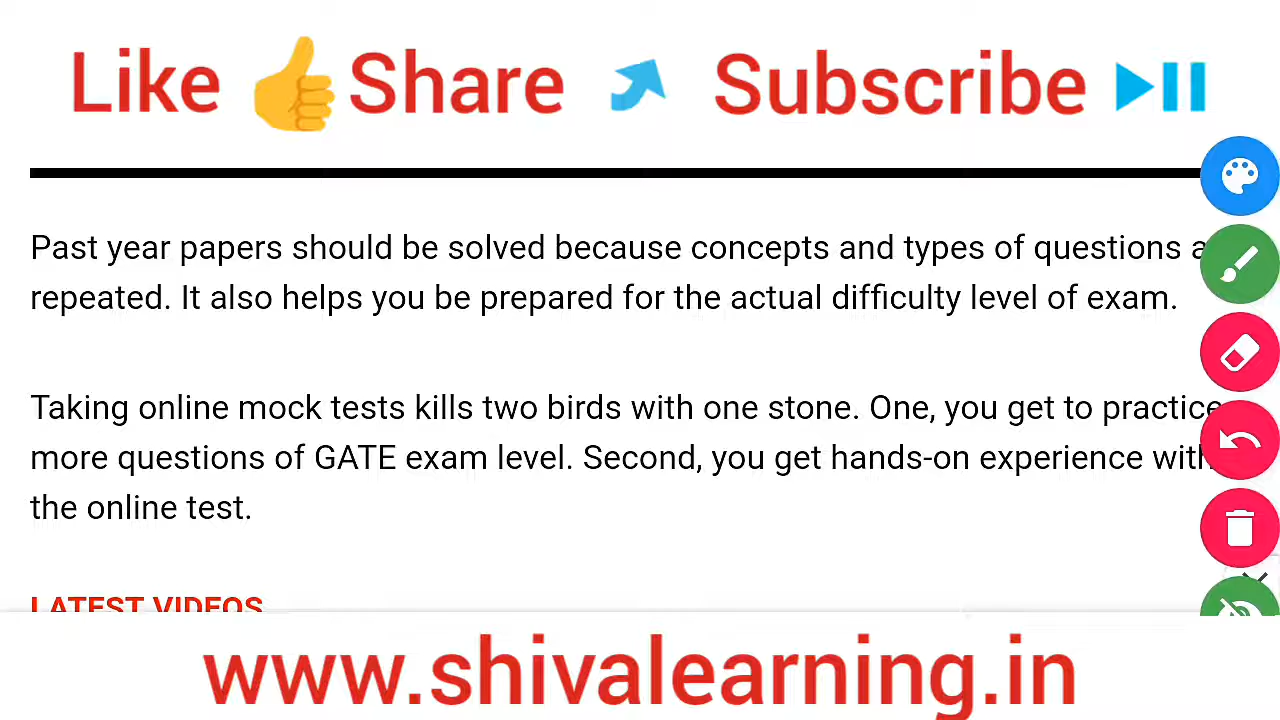 Like 👍 Share Subscribe
Past year papers should be solved because concepts and types of questions
repeated. It also helps you be prepared for the actual difficulty level of exam.
Taking online mock tests kills two birds with one stone. One, you get to practice
more questions of GATE exam level. Second, you get hands-on experience with
the online test.
LATEST VIDEOS
www.shivalearning.in